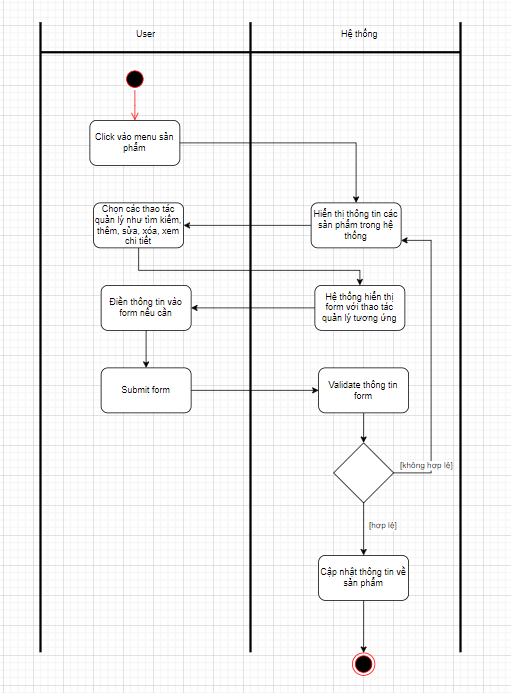 User
Hệ thống
Click vào menu sản
phẩm
Hiển thị thông tin các
sản phẩm trong hệ
thống
Chọn các thao tác
quản lý như tìm kiếm,
thêm, sửa, xóa, xem
chi tiết
Hệ thống hiển thị
form với thao tác
quản lý tương ứng
Điền thông tin vào
form nếu cần
Submit form
Validate thông tin
form
[không hợp lệ]
[hợp lệ]
Cập nhật thông tin về
sản phẩm